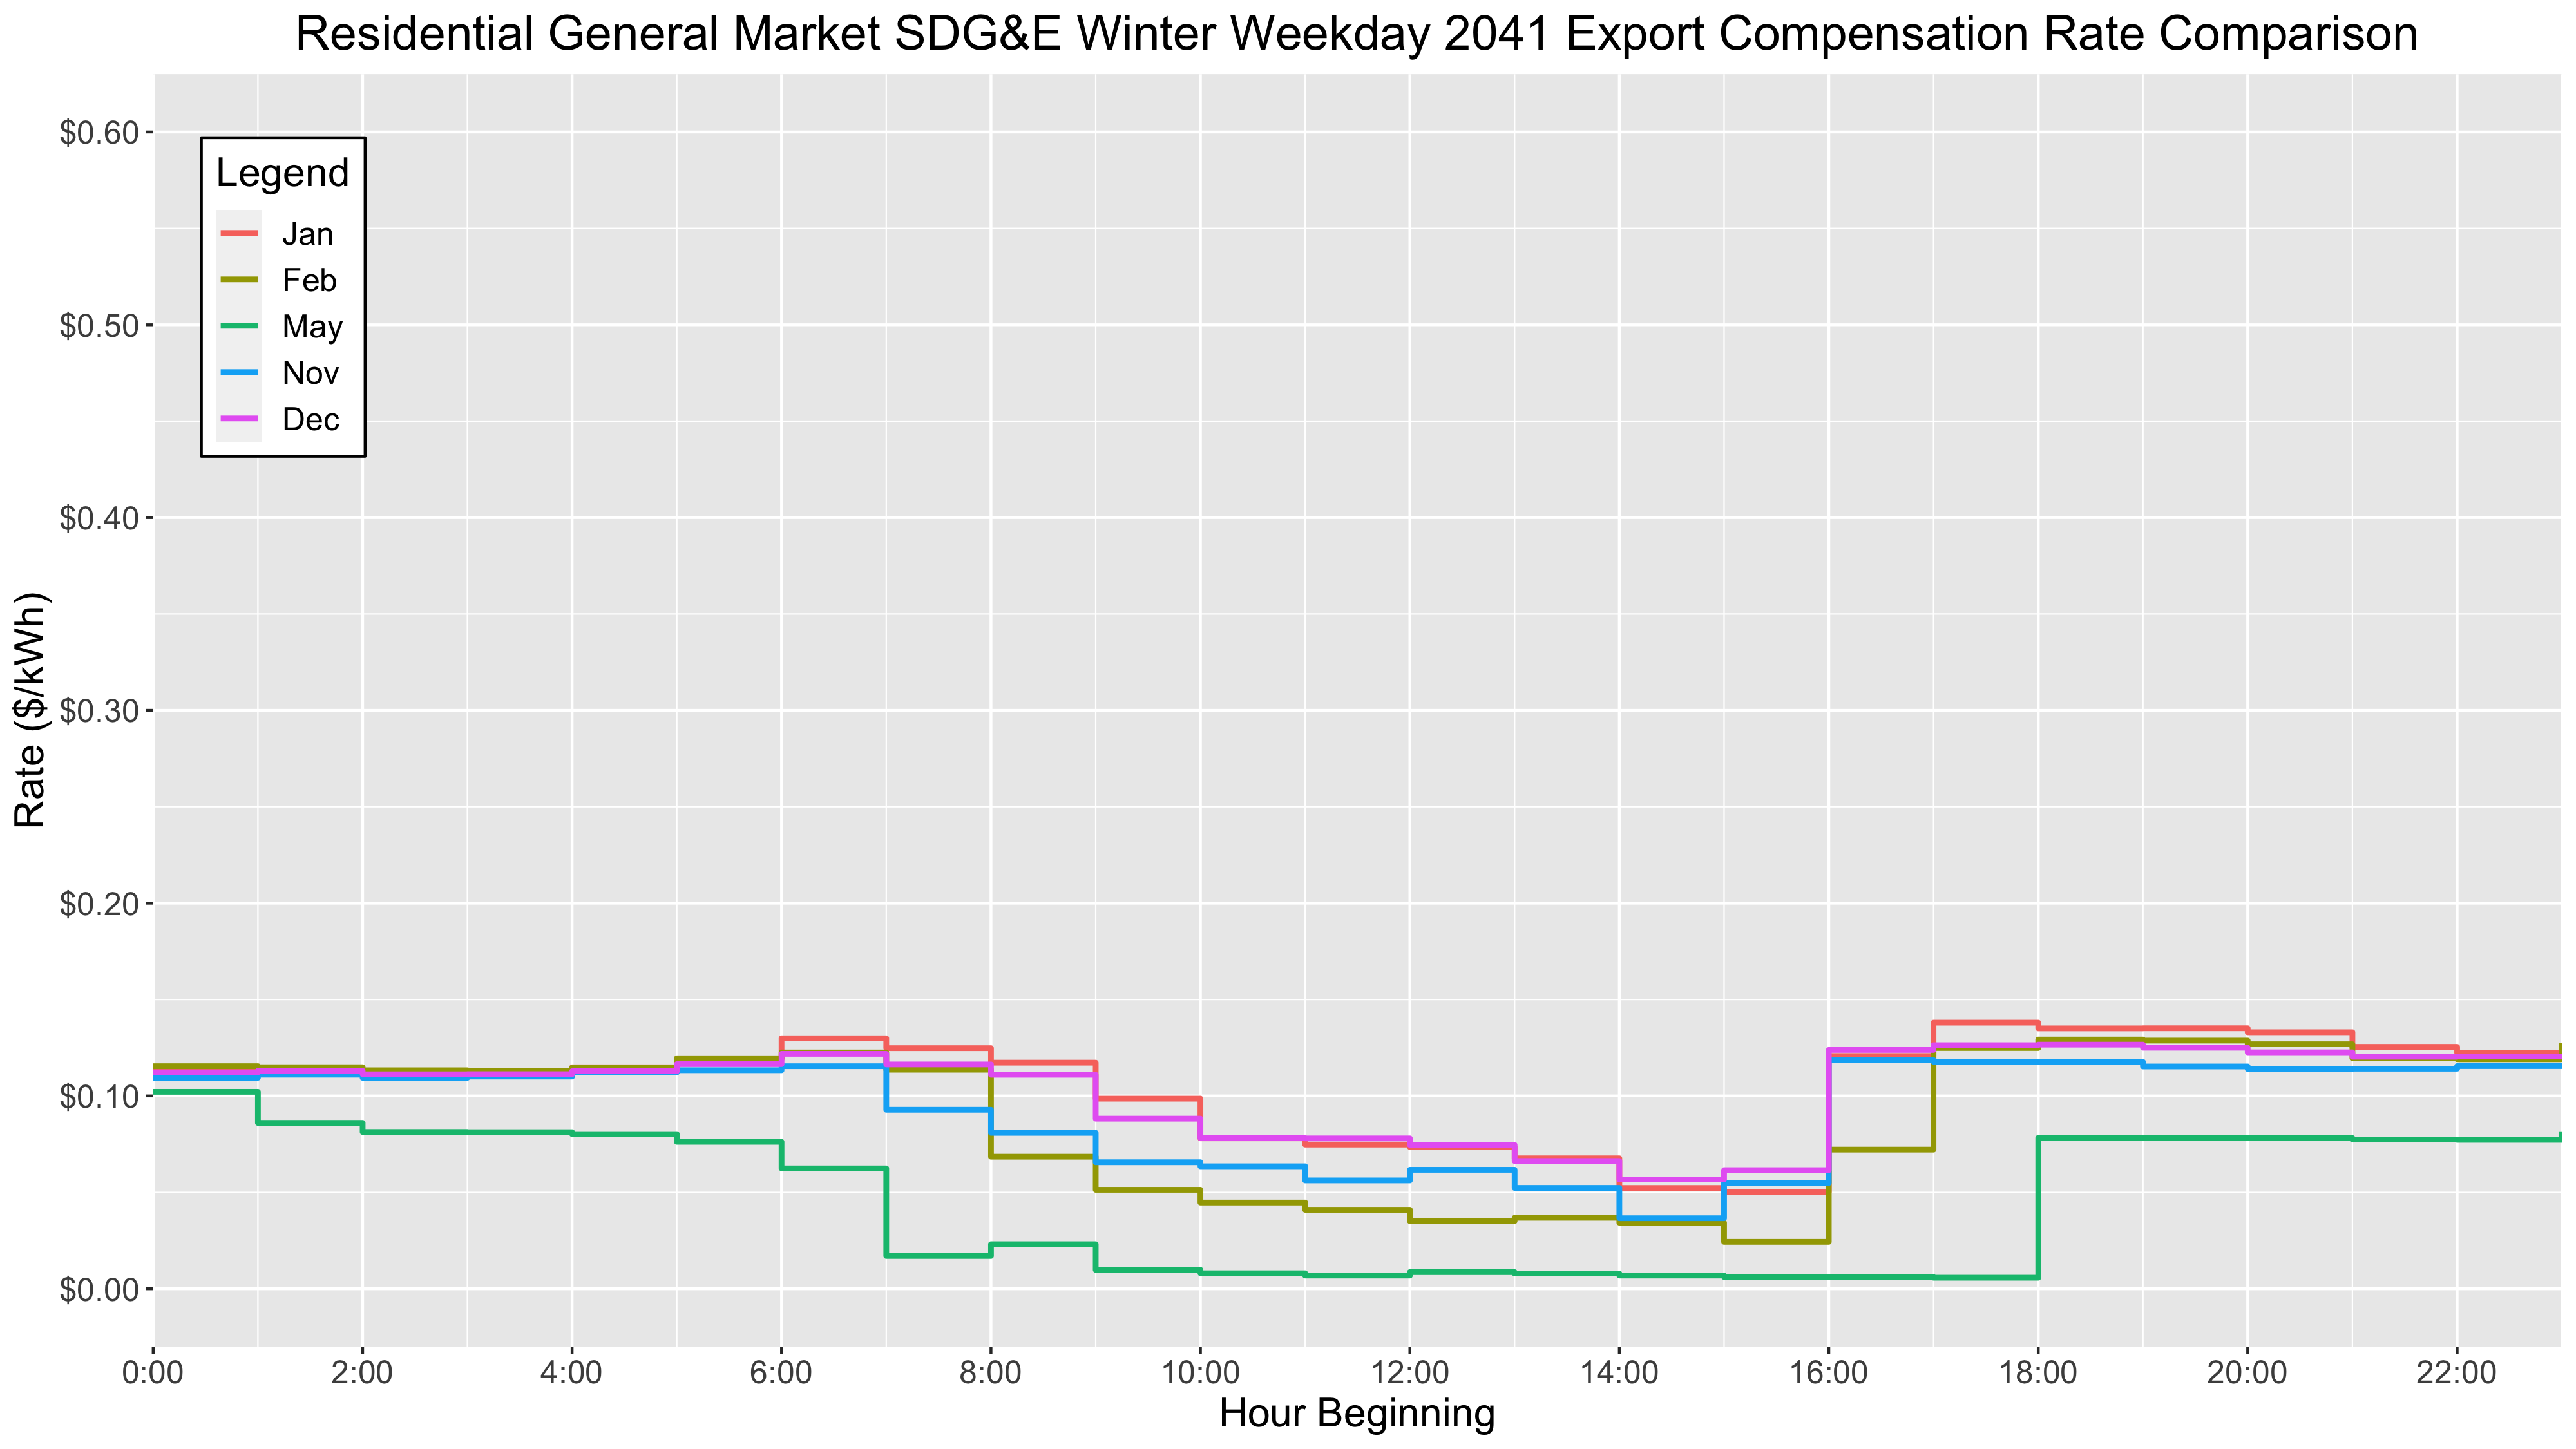 Residential General Market SDG&E Winter Weekday 2041 Export Compensation Rate Comparison
$0.60
$0.50
$0.40
$0.30
$0.20
$0.10
$0.00
Rate ($/kWh)
Legend
Jan
Feb
May
Nov
Dec
0:00 2:00 4:00 6:00 8:00 10:00 12:00 14:00 16:00 18:00 20:00 22:00
Hour Beginning